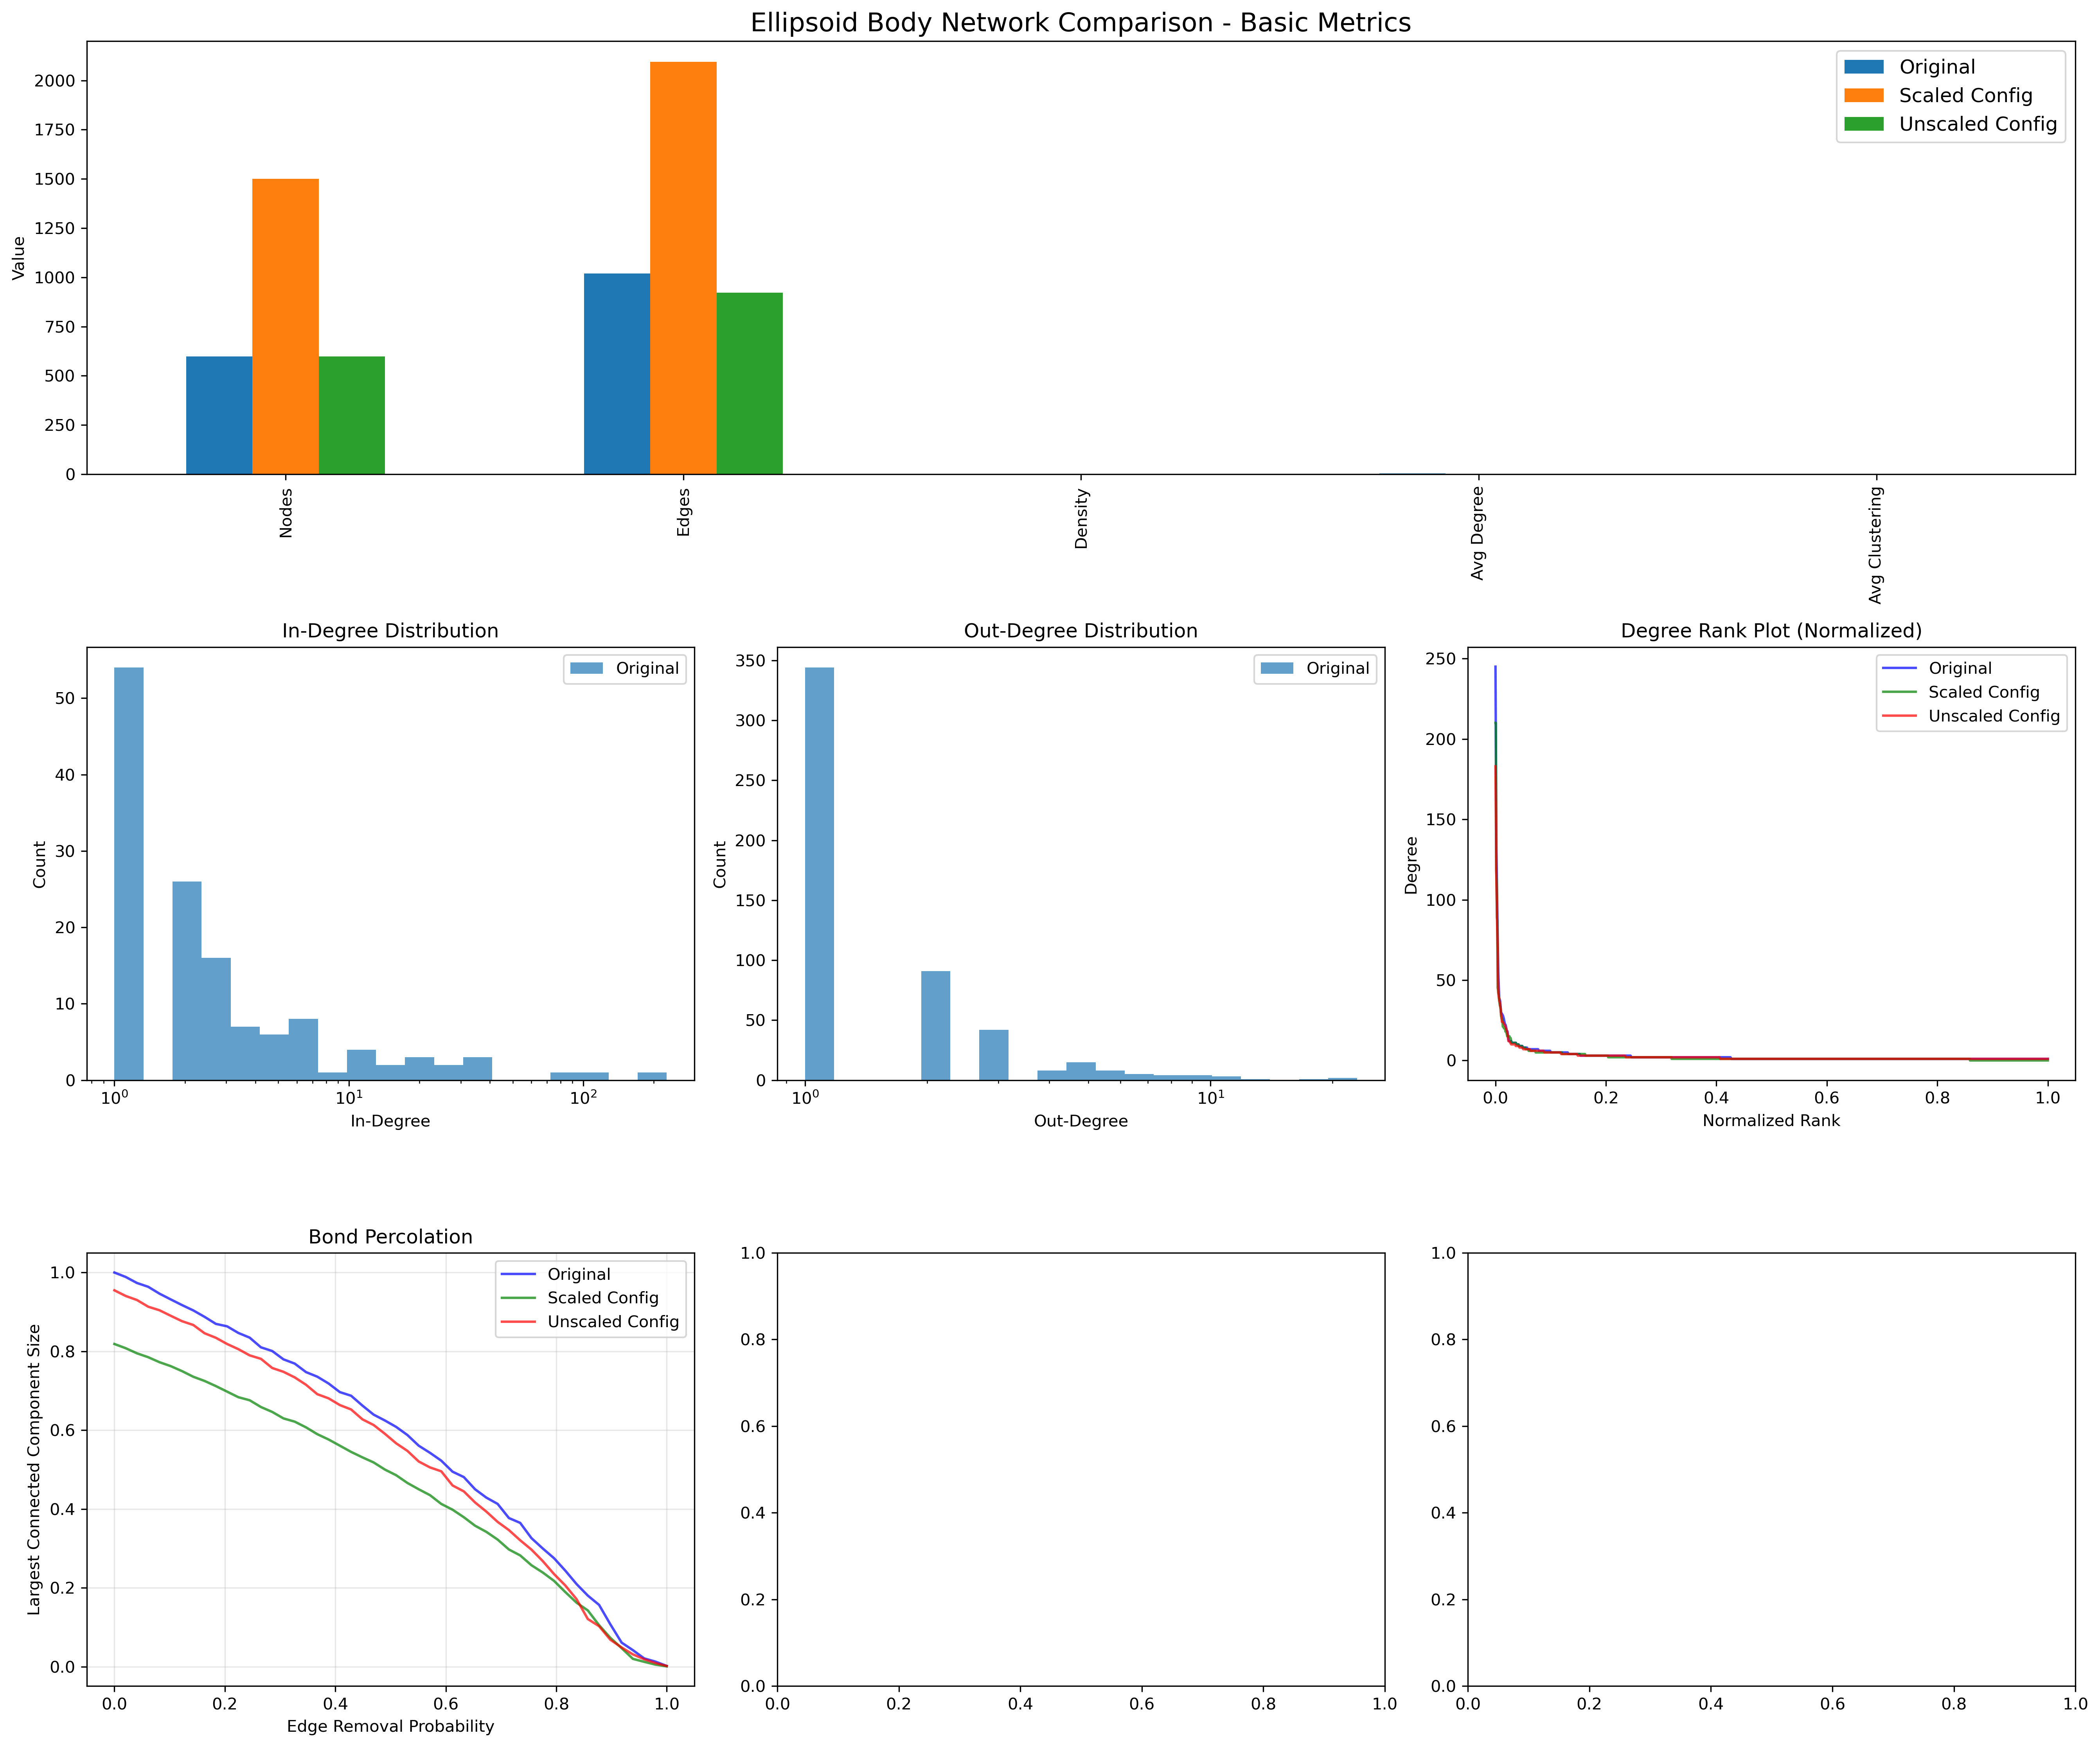 Ellipsoid Body Network Comparison - Basic Metrics
Value
2000
1750
1500
1250
1000
750
500
250
0
Original
Scaled Config
Unscaled Config
Nodes
Edges
Density
Avg Degree
Avg Clustering
In-Degree Distribution
Count
50
40
30
20
10
0
Original
10⁰
10¹
10²
In-Degree
Out-Degree Distribution
Count
350
300
250
200
150
100
50
0
Original
10⁰
10¹
Out-Degree
Degree Rank Plot (Normalized)
Degree
250
200
150
100
50
0
Original
Scaled Config
Unscaled Config
0.0 0.2 0.4 0.6 0.8 1.0
Normalized Rank
Bond Percolation
Largest Connected Component Size
1.0
0.8
0.6
0.4
0.2
0.0
Original
Scaled Config
Unscaled Config
0.0 0.2 0.4 0.6 0.8 1.0
Edge Removal Probability
1.0
0.8
0.6
0.4
0.2
0.0
0.0 0.2 0.4 0.6 0.8 1.0
1.0
0.8
0.6
0.4
0.2
0.0
0.0 0.2 0.4 0.6 0.8 1.0